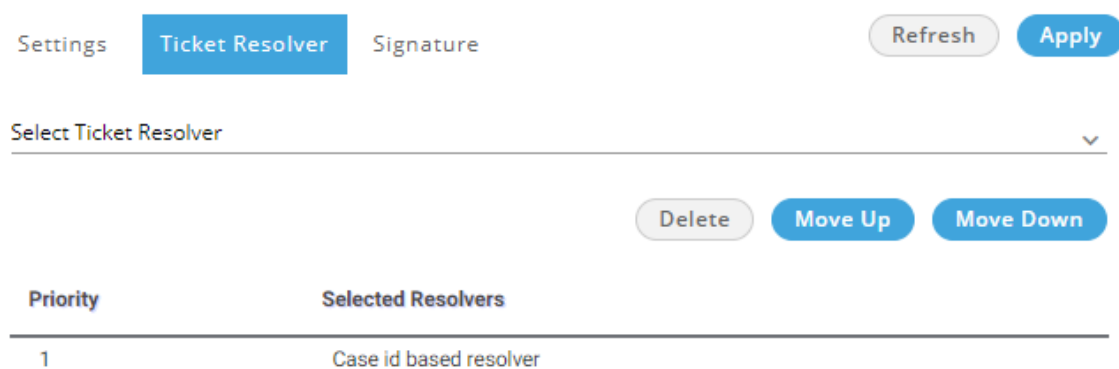 Settings Ticket Resolver Signature Refresh Apply
Select Ticket Resolver
Delete Move Up Move Down
Priority Selected Resolvers
1 Case id based resolver